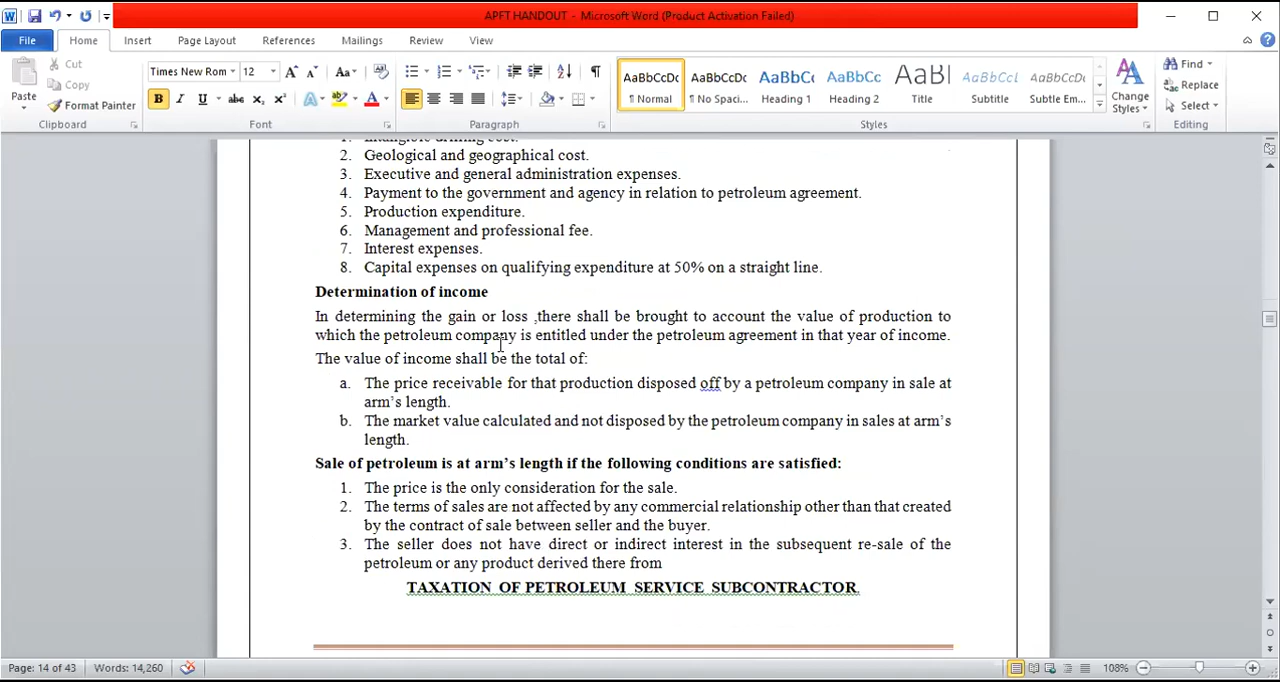 APFT HANDOUT - Microsoft Word (Product Activation Failed)
File Home Insert Page Layout References Mailings Review View
Paste
Cut
Copy
Format Painter
Clipboard
Times New Rom 12
Font
Paragraph
AaBbCcDc AaBbCcDc AaBbCc AaBbCc AaBl AaBbCcL AaBbCcDc
¶ Normal ¶ No Spaci... Heading 1 Heading 2 Title Subtitle Subtle Em...
Styles
Change Styles
Find
Replace
Select
Editing
1. Intangible drilling cost.
2. Geological and geographical cost.
3. Executive and general administration expenses.
4. Payment to the government and agency in relation to petroleum agreement.
5. Production expenditure.
6. Management and professional fee.
7. Interest expenses.
8. Capital expenses on qualifying expenditure at 50% on a straight line.
Determination of income
In determining the gain or loss ,there shall be brought to account the value of production to
which the petroleum company is entitled under the petroleum agreement in that year of income.
The value of income shall be the total of:
a. The price receivable for that production disposed off by a petroleum company in sale at
arm's length.
b. The market value calculated and not disposed by the petroleum company in sales at arm's
length.
Sale of petroleum is at arm's length if the following conditions are satisfied:
1. The price is the only consideration for the sale.
2. The terms of sales are not affected by any commercial relationship other than that created
by the contract of sale between seller and the buyer.
3. The seller does not have direct or indirect interest in the subsequent re-sale of the
petroleum or any product derived there from
TAXATION OF PETROLEUM SERVICE SUBCONTRACTOR.
Page: 14 of 43 Words: 14,260 108%